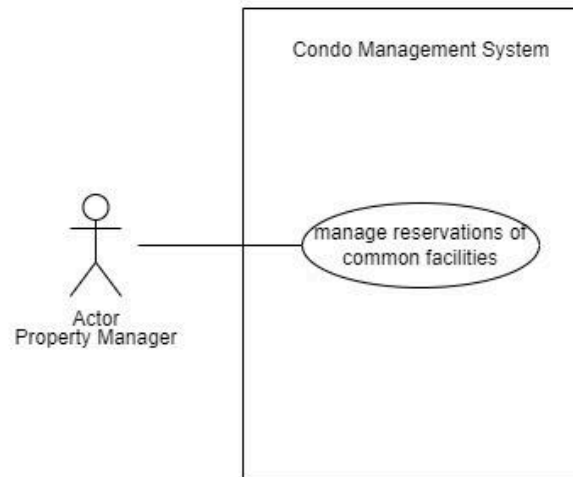 Condo Management System
manage reservations of
common facilities
Actor
Property Manager